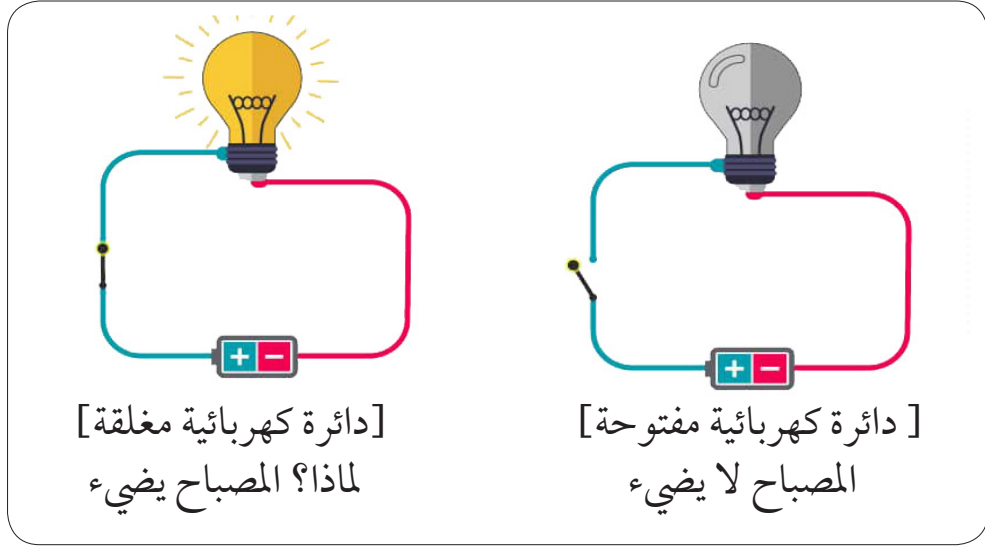 + −
+ −
[ دائرة كهربائية مفتوحة]
المصباح لا يضيء
[دائرة كهربائية مغلقة]
لماذا؟ المصباح يضيء